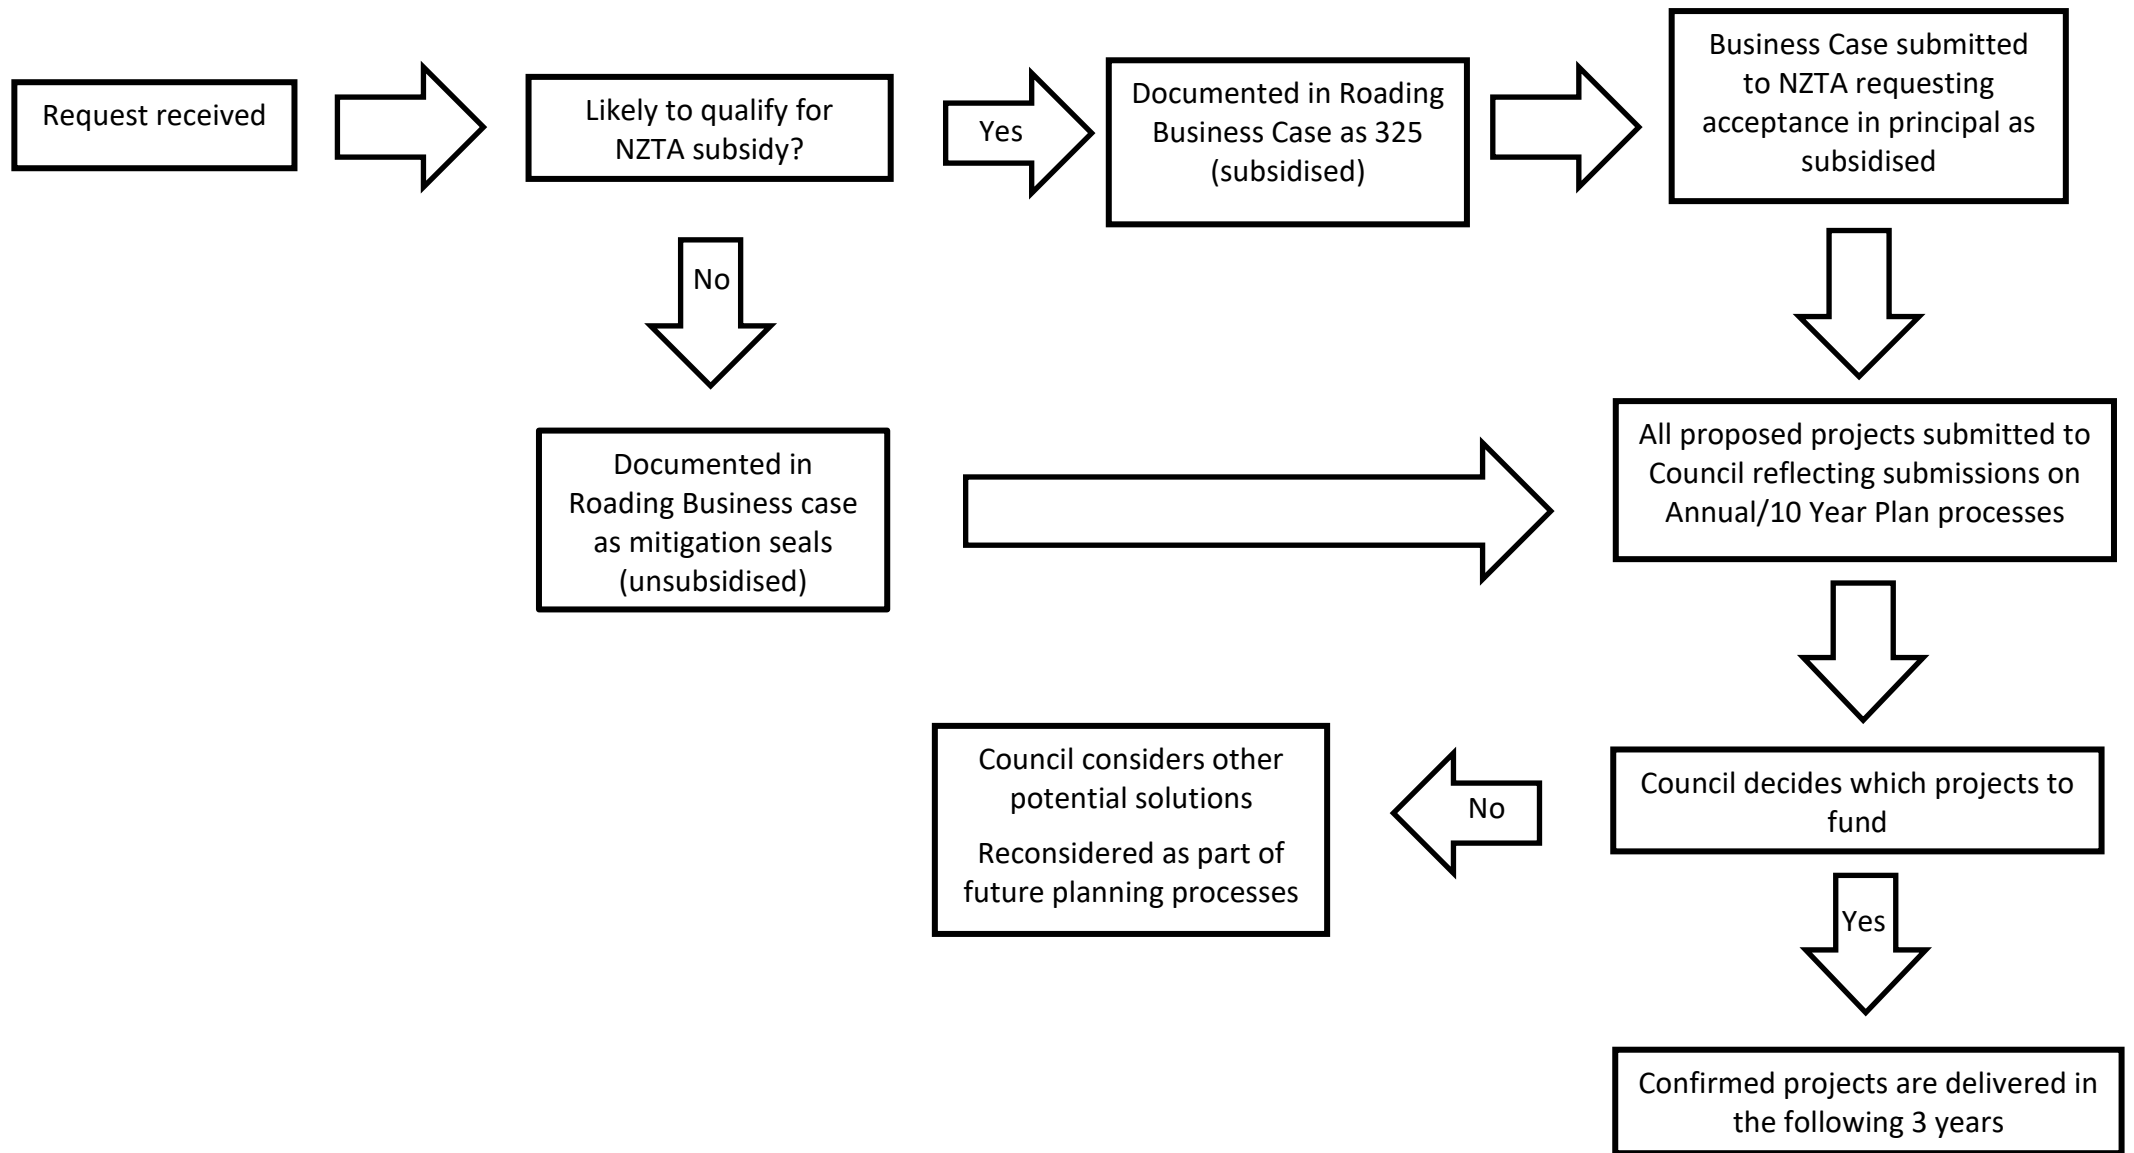 Request received
Likely to qualify for
NZTA subsidy?
Yes
Documented in Roading
Business Case as 325
(subsidised)
Business Case submitted
to NZTA requesting
acceptance in principal as
subsidised
No
Documented in
Roading Business case
as mitigation seals
(unsubsidised)
All proposed projects submitted to
Council reflecting submissions on
Annual/10 Year Plan processes
Council decides which projects to
fund
No
Council considers other
potential solutions
Reconsidered as part of
future planning processes
Yes
Confirmed projects are delivered in
the following 3 years